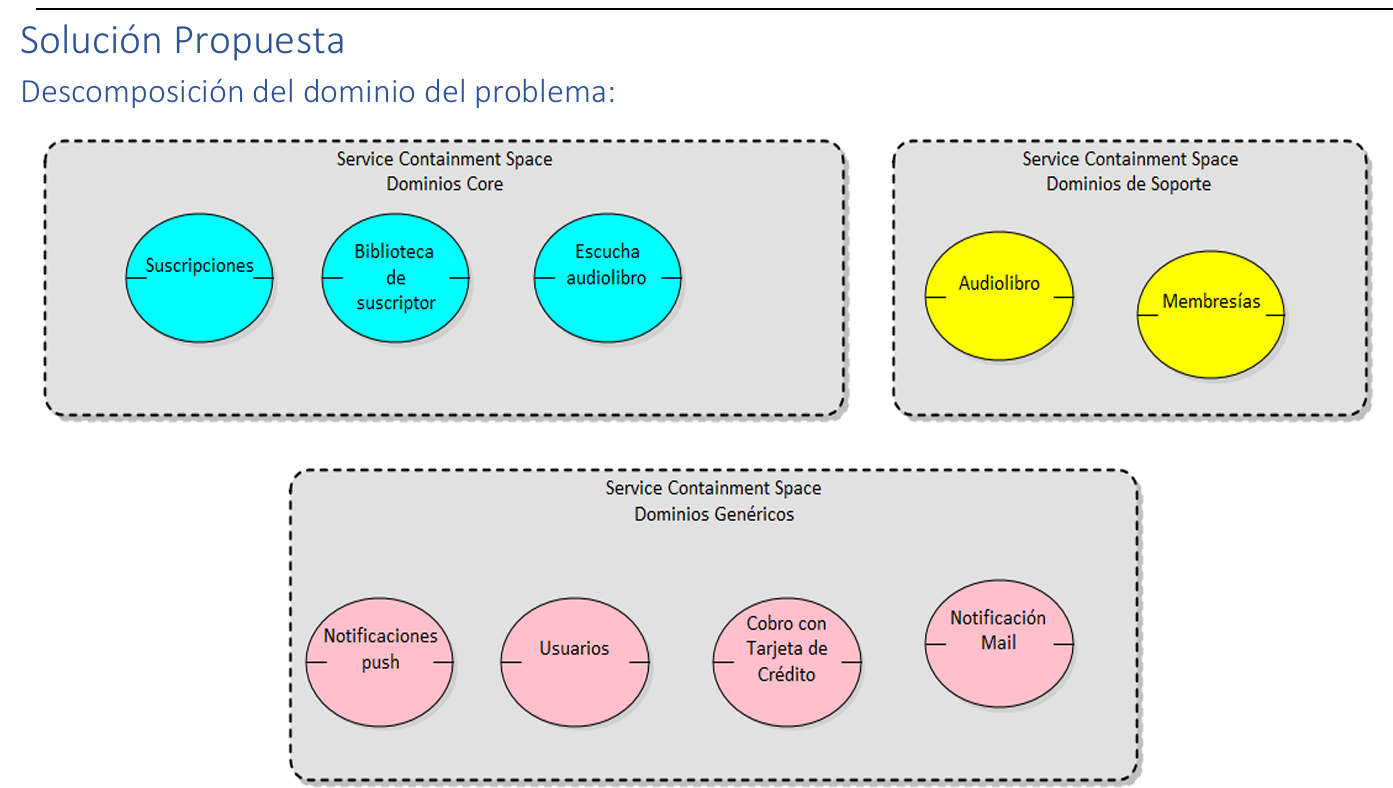 Solución Propuesta
Descomposición del dominio del problema:
Service Containment Space
Dominios Core
Suscripciones
Biblioteca
de
suscriptor
Escucha
audiolibro
Service Containment Space
Dominios de Soporte
Audiolibro
Membresías
Service Containment Space
Dominios Genéricos
Notificaciones
push
Usuarios
Cobro con
Tarjeta de
Crédito
Notificación
Mail